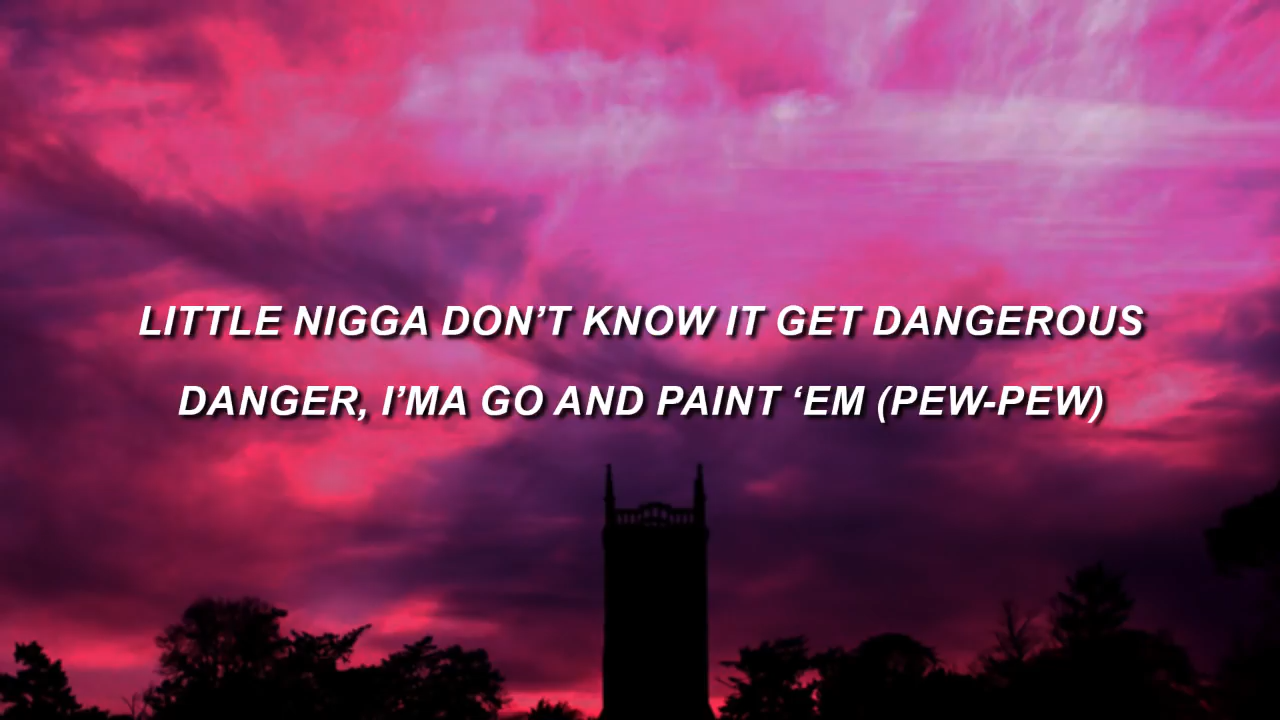 LITTLE NIGGA DON’T KNOW IT GET DANGEROUS
DANGER, I’MA GO AND PAINT ‘EM (PEW-PEW)